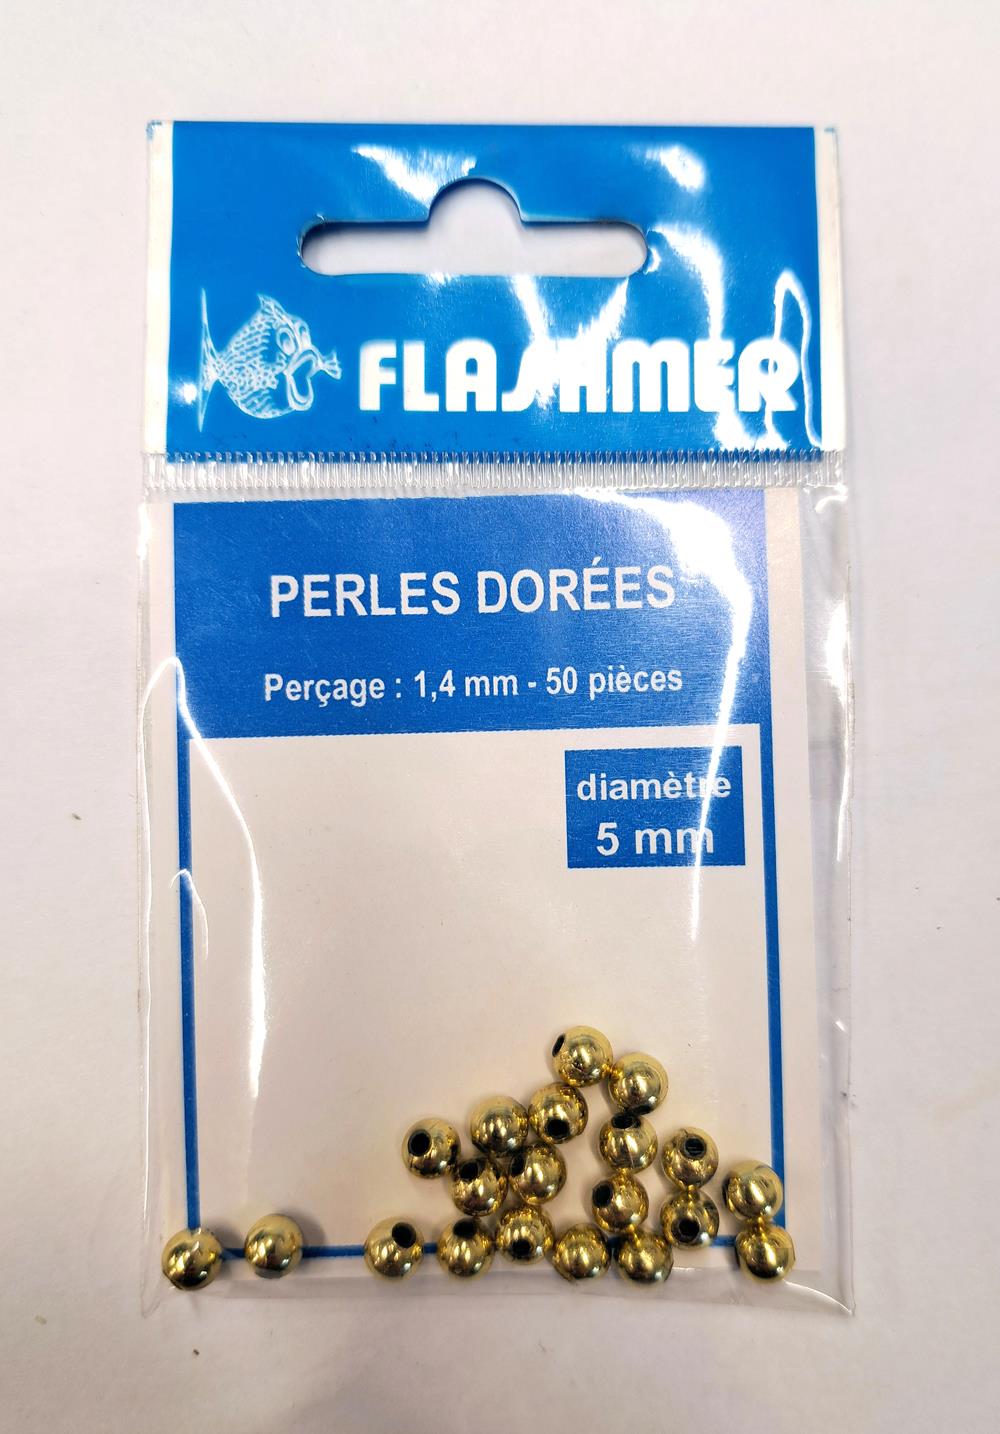 FLASHMER
PERLES DORÉES
Perçage : 1,4 mm - 50 pièces
diamètre
5 mm